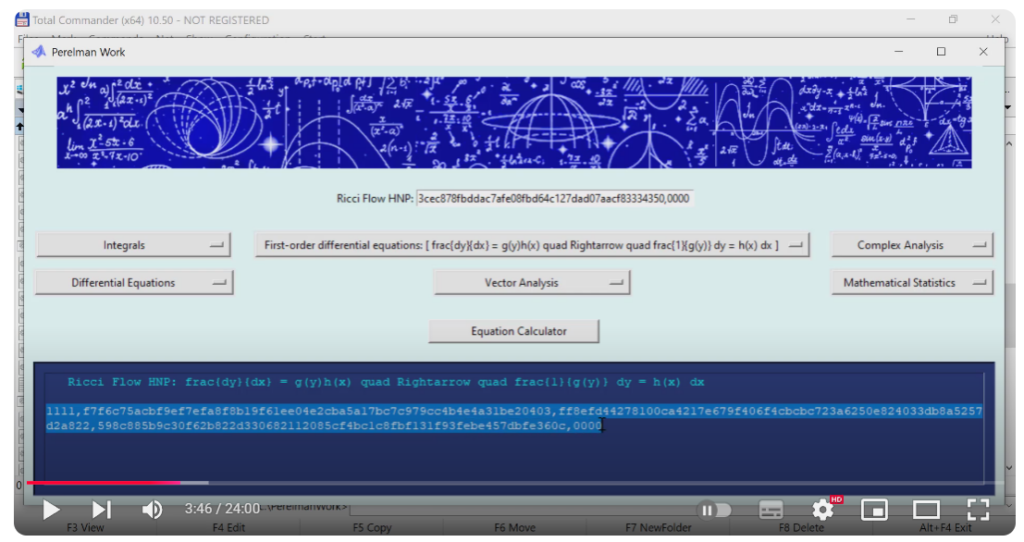 Total Commander (x64) 10.50 - NOT REGISTERED
Perelman Work
Ricci Flow HNP: 3cec878fbddac7afe08fbd64c127dad07aacf83334350,0000
Integrals
First-order differential equations: [ frac{dy}{dx} = g(y)h(x) quad Rightarrow quad frac{1}{g(y)} dy = h(x) dx ]
Complex Analysis
Differential Equations
Vector Analysis
Mathematical Statistics
Equation Calculator
Ricci Flow HNP: frac{dy}{dx} = g(y)h(x) quad Rightarrow quad frac{1}{g(y)} dy = h(x) dx
1111,f7f6c75acbf9ef7efa8f8b19f61ee04e2cba5a17bc7c979cc4b4e4a31be20403,ff8efd44278100ca4217e679f406f4cbcbc723a6250e824033db8a5257
d2a822,598c885b9c30f62b822d330682112085cf4bc1c8fbf131f93febe457dbfe360c,0000
3:46 / 24:00
HD
F3 View
F4 Edit
F5 Copy
F6 Move
F7 NewFolder
F8 Delete
Alt+F4 Exit